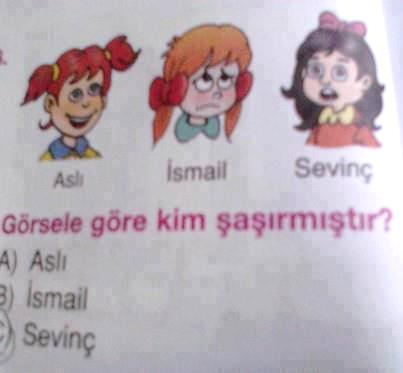 Aslı
İsmail
Sevinç
Görsele göre kim şaşırmıştır?
A) Aslı
B) İsmail
C) Sevinç